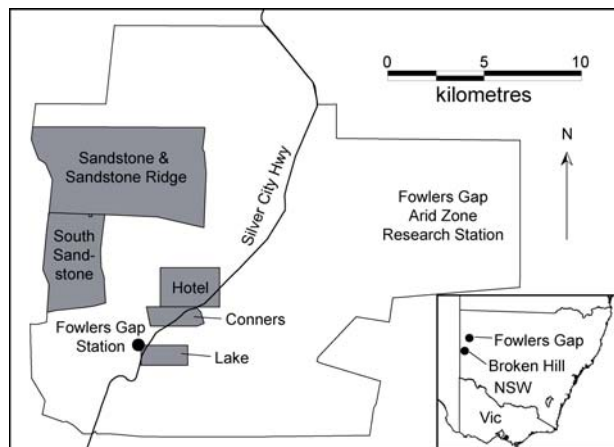 0 5 10
kilometres
N
Sandstone &
Sandstone Ridge
Silver City Hwy
Fowlers Gap
Arid Zone
Research Station
South
Sand-
stone
Hotel
Conners
Fowlers Gap
Station
Lake
Fowlers Gap
Broken Hill
NSW
Vic